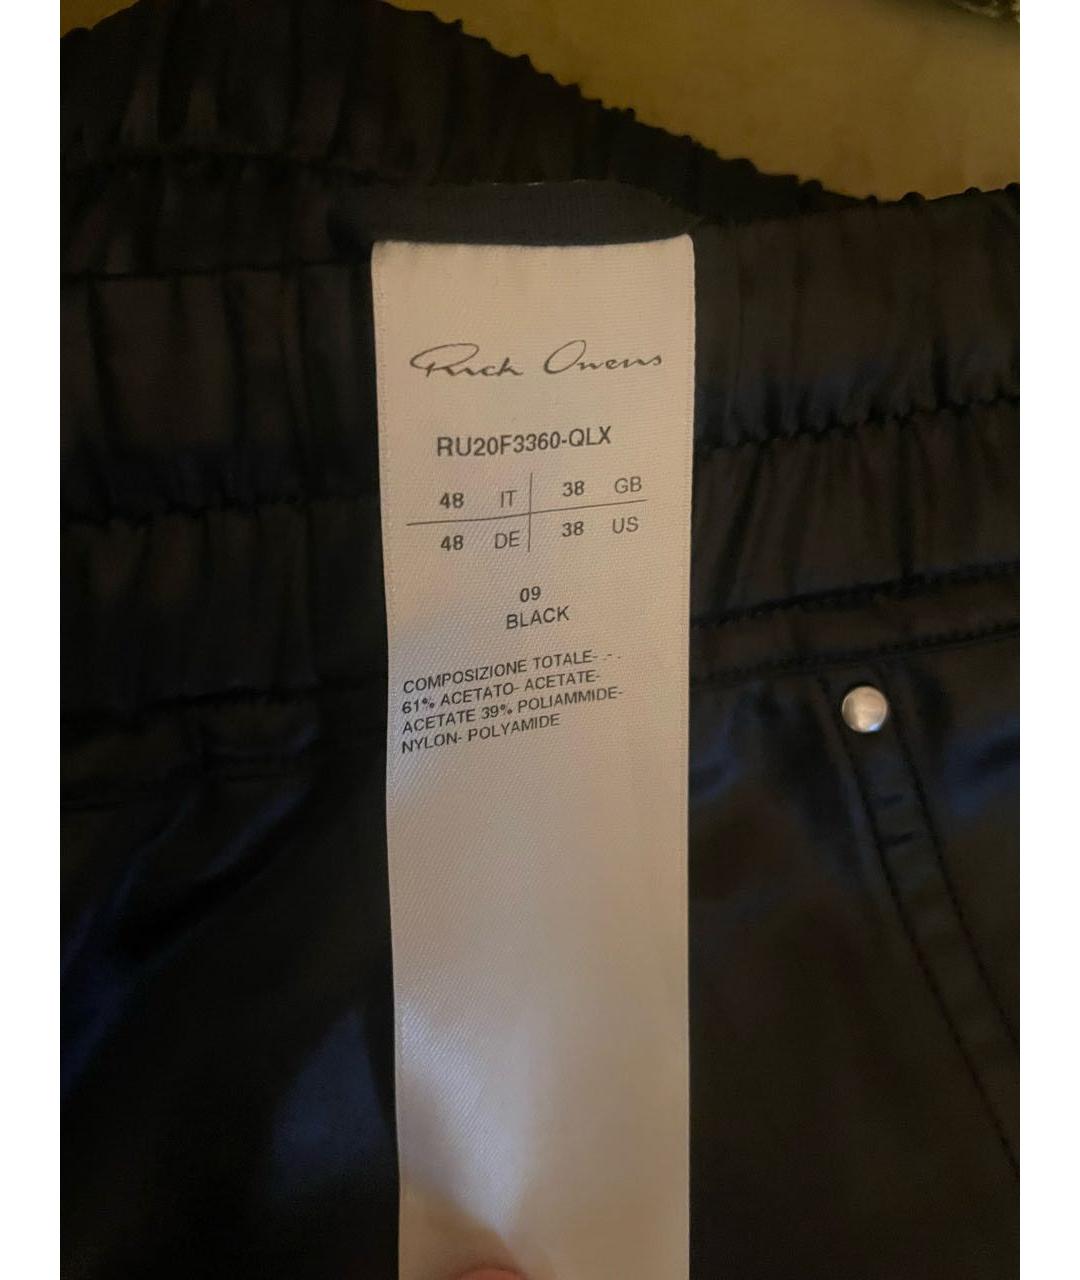 Rick Owens
RU20F3360-QLX
48 IT 38 GB
48 DE 38 US
09
BLACK
COMPOSIZIONE TOTALE- .- .
61% ACETATO- ACETATE-
ACETATE 39% POLIAMMIDE-
NYLON- POLYAMIDE